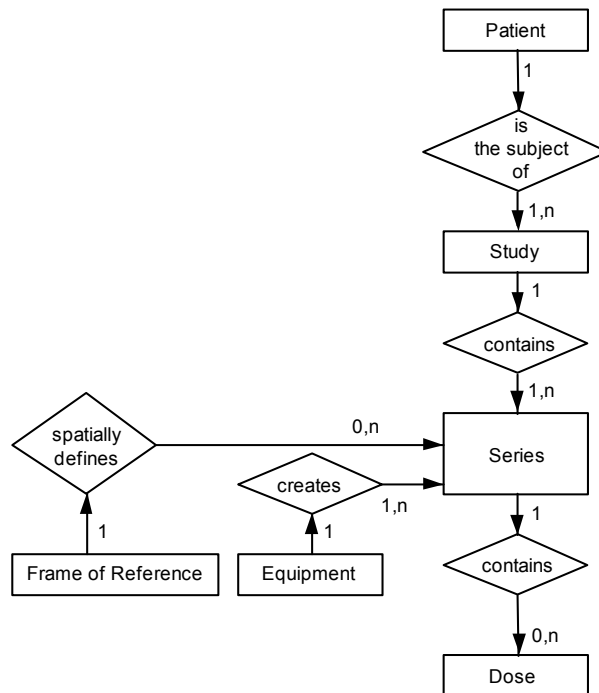 Patient
1
is
the subject
of
1,n
Study
1
contains
1,n
spatially
defines
0,n
Series
creates
1,n
1
1
1
Frame of Reference
Equipment
contains
0,n
Dose